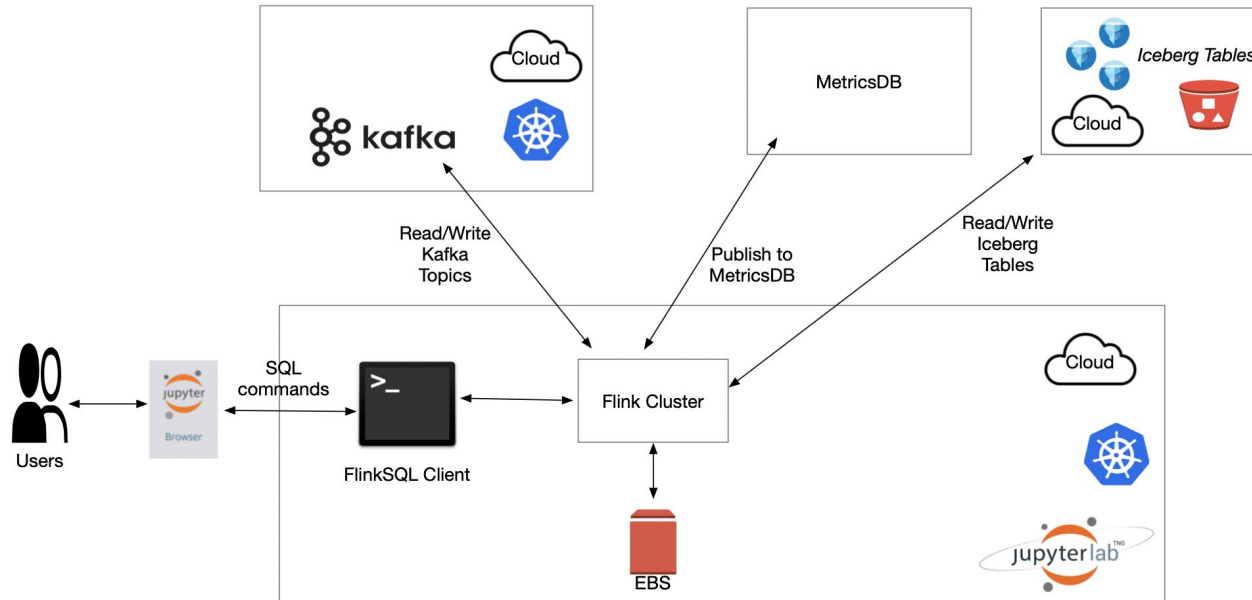 Cloud
kafka
MetricsDB
Iceberg Tables
Cloud
Read/Write
Kafka
Topics
Publish to
MetricsDB
Read/Write
Iceberg
Tables
Users
jupyter
Browser
SQL
commands
>_
FlinkSQL Client
Flink Cluster
EBS
Cloud
jupyterlab TNG